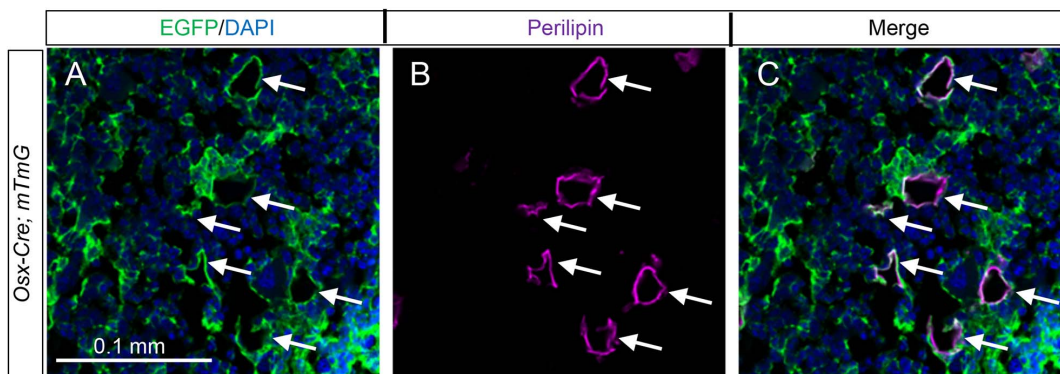 EGFP/DAPI
Perilipin
Merge
Osx-Cre; mTmG
A
B
C
0.1 mm